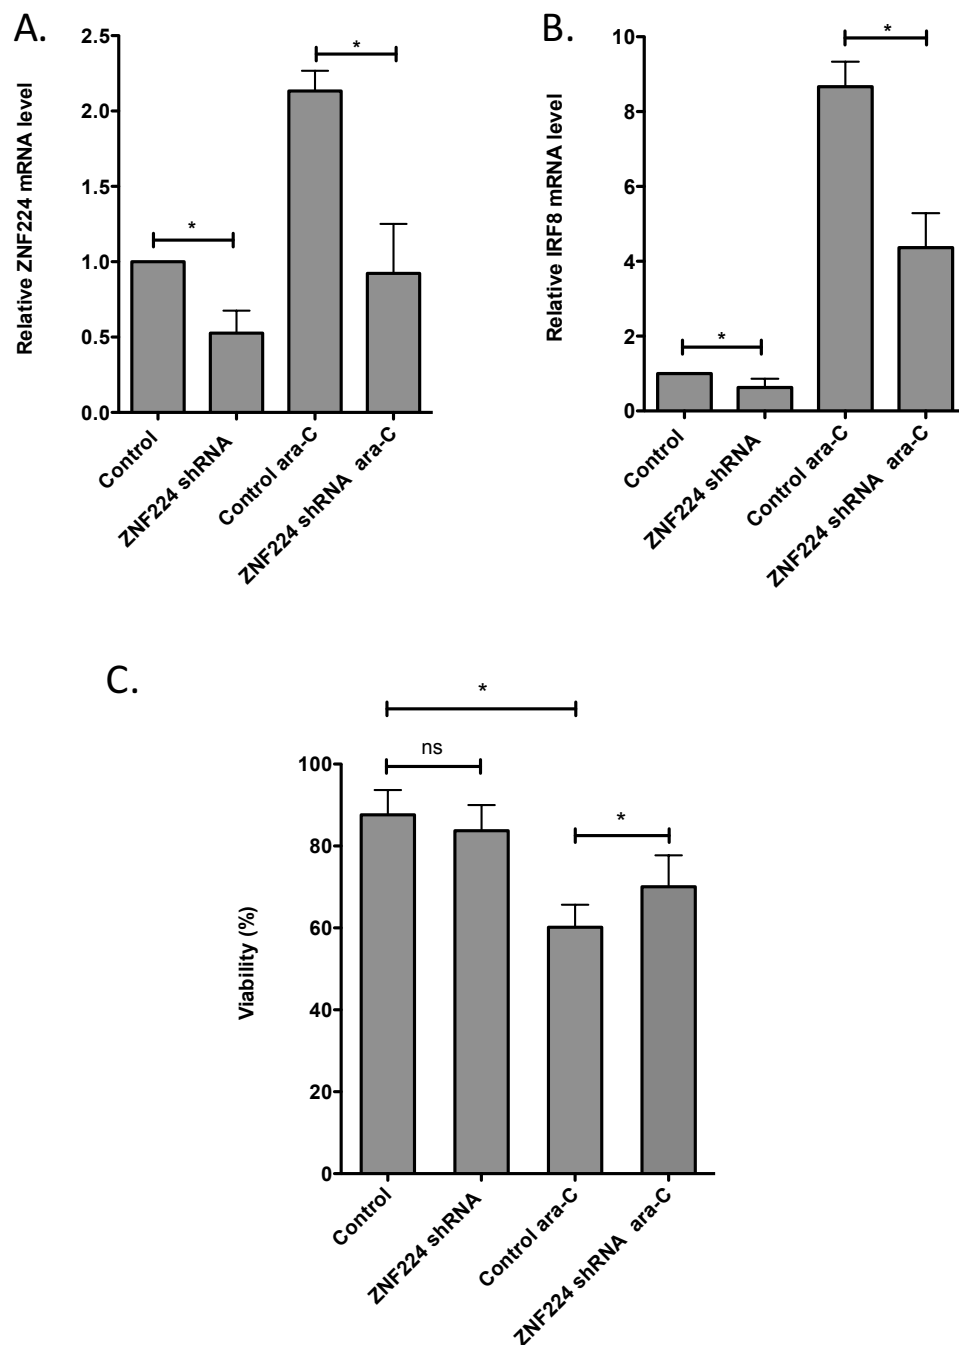 A.
Relative ZNF224 mRNA level
2.5
2.0
1.5
1.0
0.5
0.0
*
*
Control
ZNF224 shRNA
Control ara-C
ZNF224 shRNA ara-C
B.
Relative IRF8 mRNA level
10
8
6
4
2
0
*
*
Control
ZNF224 shRNA
Control ara-C
ZNF224 shRNA ara-C
C.
Viability (%)
100
80
60
40
20
0
*
ns
*
Control
ZNF224 shRNA
Control ara-C
ZNF224 shRNA ara-C